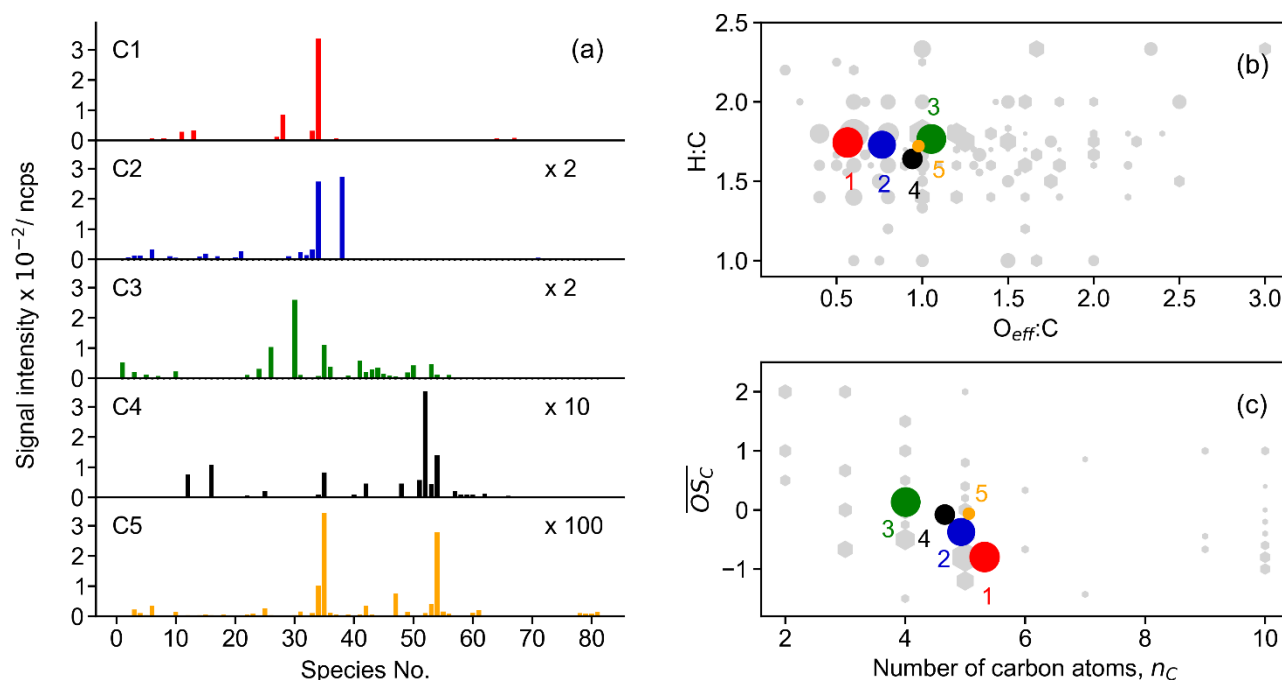 (a)
C1
3
2
1
0
C2
x 2
3
2
1
0
C3
x 2
3
2
1
0
C4
x 10
3
2
1
0
C5
x 100
3
2
1
0
Signal intensity x 10⁻²/ ncps
0 10 20 30 40 50 60 70 80
Species No.
(b)
2.5
2.0
1.5
1.0
H:C
3
1 2 4 5
0.5 1.0 1.5 2.0 2.5 3.0
O_eff:C
(c)
2
1
0
−1
OS_C
5
3
4
2
1
2 4 6 8 10
Number of carbon atoms, n_C